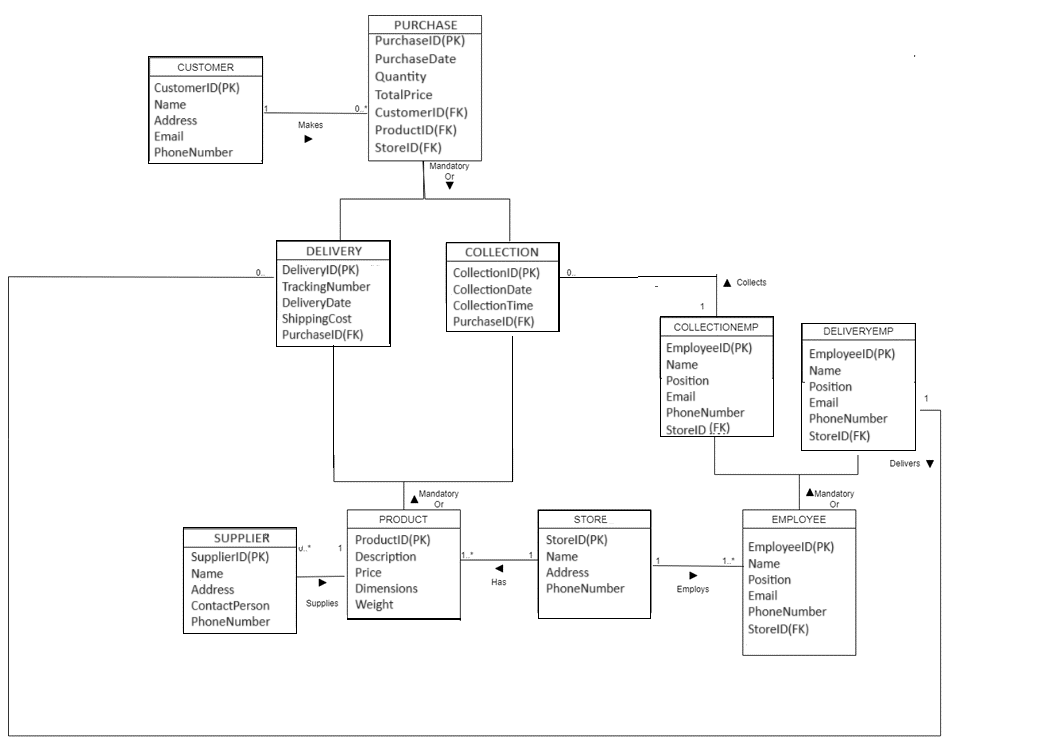 PURCHASE
PurchaseID(PK)
PurchaseDate
Quantity
TotalPrice
CustomerID(FK)
ProductID(FK)
StoreID(FK)
CUSTOMER
CustomerID(PK)
Name
Address
Email
PhoneNumber
1
0..*
Makes
Mandatory
Or
DELIVERY
DeliveryID(PK)
TrackingNumber
DeliveryDate
ShippingCost
PurchaseID(FK)
0..
COLLECTION
CollectionID(PK)
CollectionDate
CollectionTime
PurchaseID(FK)
0..
Collects
1
COLLECTIONEMP
EmployeeID(PK)
Name
Position
Email
PhoneNumber
StoreID (FK)
DELIVERYEMP
EmployeeID(PK)
Name
Position
Email
PhoneNumber
StoreID(FK)
1
Delivers
Mandatory
Or
Mandatory
Or
SUPPLIER
SupplierID(PK)
Name
Address
ContactPerson
PhoneNumber
0..*
1
Supplies
PRODUCT
ProductID(PK)
Description
Price
Dimensions
Weight
1..*
1
Has
STORE
StoreID(PK)
Name
Address
PhoneNumber
1
1..*
Employs
EMPLOYEE
EmployeeID(PK)
Name
Position
Email
PhoneNumber
StoreID(FK)